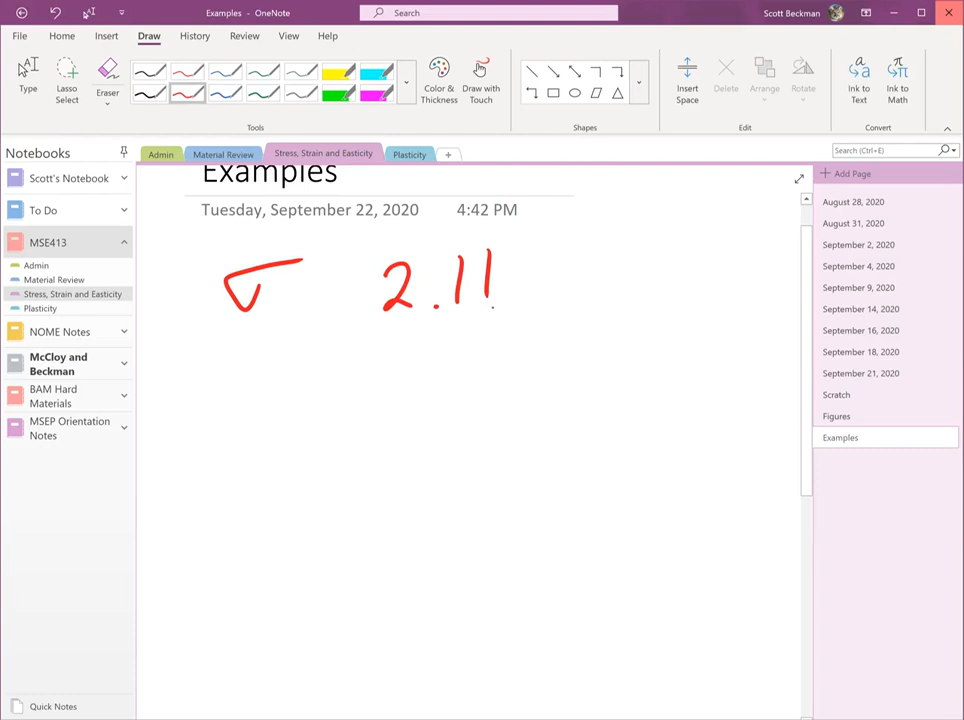 Examples - OneNote
Search
Scott Beckman
File Home Insert Draw History Review View Help
Type
Lasso Select
Eraser
Color & Thickness
Draw with Touch
Insert Space
Delete
Arrange
Rotate
Ink to Text
Ink to Math
Tools
Shapes
Edit
Convert
Notebooks
Admin
Material Review
Stress, Strain and Easticity
Plasticity
Search (Ctrl+E)
Scott's Notebook
To Do
MSE413
Admin
Material Review
Stress, Strain and Easticity
Plasticity
NOME Notes
McCloy and
Beckman
BAM Hard
Materials
MSEP Orientation
Notes
Quick Notes
Examples
Tuesday, September 22, 2020 4:42 PM
σ 2.11
Add Page
August 28, 2020
August 31, 2020
September 2, 2020
September 4, 2020
September 9, 2020
September 14, 2020
September 16, 2020
September 18, 2020
September 21, 2020
Scratch
Figures
Examples